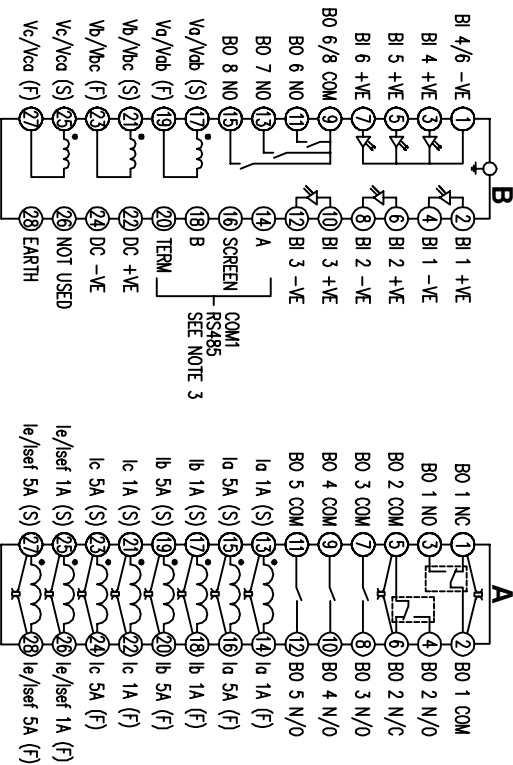 B
BI 4/6 -VE 1 2 BI 1 +VE
BI 4 +VE 3 4 BI 1 -VE
BI 5 +VE 5 6 BI 2 +VE
BI 6 +VE 7 8 BI 2 -VE
BO 6/8 COM 9 10 BI 3 +VE
BO 6 NO 11 12 BI 3 -VE
BO 7 NO 13 14 A
BO 8 NO 15 16 SCREEN
Va/Vab (S) 17 18 B
Va/Vab (F) 19 20 TERM
COM1
RS485
SEE NOTE 3
Vb/Vbc (S) 21 22 DC +VE
Vb/Vbc (F) 23 24 DC -VE
Vc/Vca (S) 25 26 NOT USED
Vc/Vca (F) 27 28 EARTH
A
BO 1 NC 1 2 BO 1 COM
BO 1 NO 3 4 BO 2 N/O
BO 2 COM 5 6 BO 2 N/C
BO 3 COM 7 8 BO 3 N/O
BO 4 COM 9 10 BO 4 N/O
BO 5 COM 11 12 BO 5 N/O
Ia 1A (S) 13 14 Ia 1A (F)
Ia 5A (S) 15 16 Ia 5A (F)
Ib 1A (S) 17 18 Ib 1A (F)
Ib 5A (S) 19 20 Ib 5A (F)
Ic 1A (S) 21 22 Ic 1A (F)
Ic 5A (S) 23 24 Ic 5A (F)
Ie/Isef 1A (S) 25 26 Ie/Isef 1A (F)
Ie/Isef 5A (S) 27 28 Ie/Isef 5A (F)